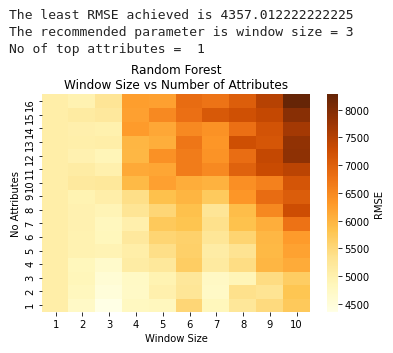 The least RMSE achieved is 4357.012222222225
The recommended parameter is window size = 3
No of top attributes =  1
Random Forest
Window Size vs Number of Attributes
No Attributes
16
15
14
13
12
11
10
9
8
7
6
5
4
3
2
1
1 2 3 4 5 6 7 8 9 10
Window Size
8000
7500
7000
6500
6000
5500
5000
4500
RMSE